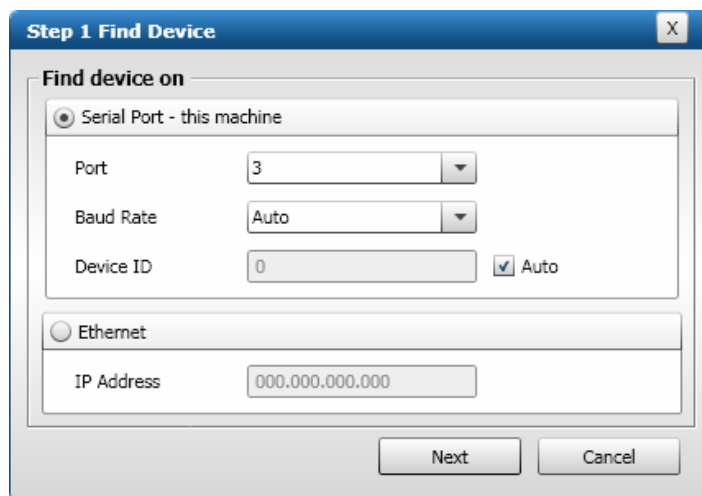 Step 1 Find Device X
Find device on
Serial Port - this machine
Port 3
Baud Rate Auto
Device ID 0 Auto
Ethernet
IP Address 000.000.000.000
Next Cancel